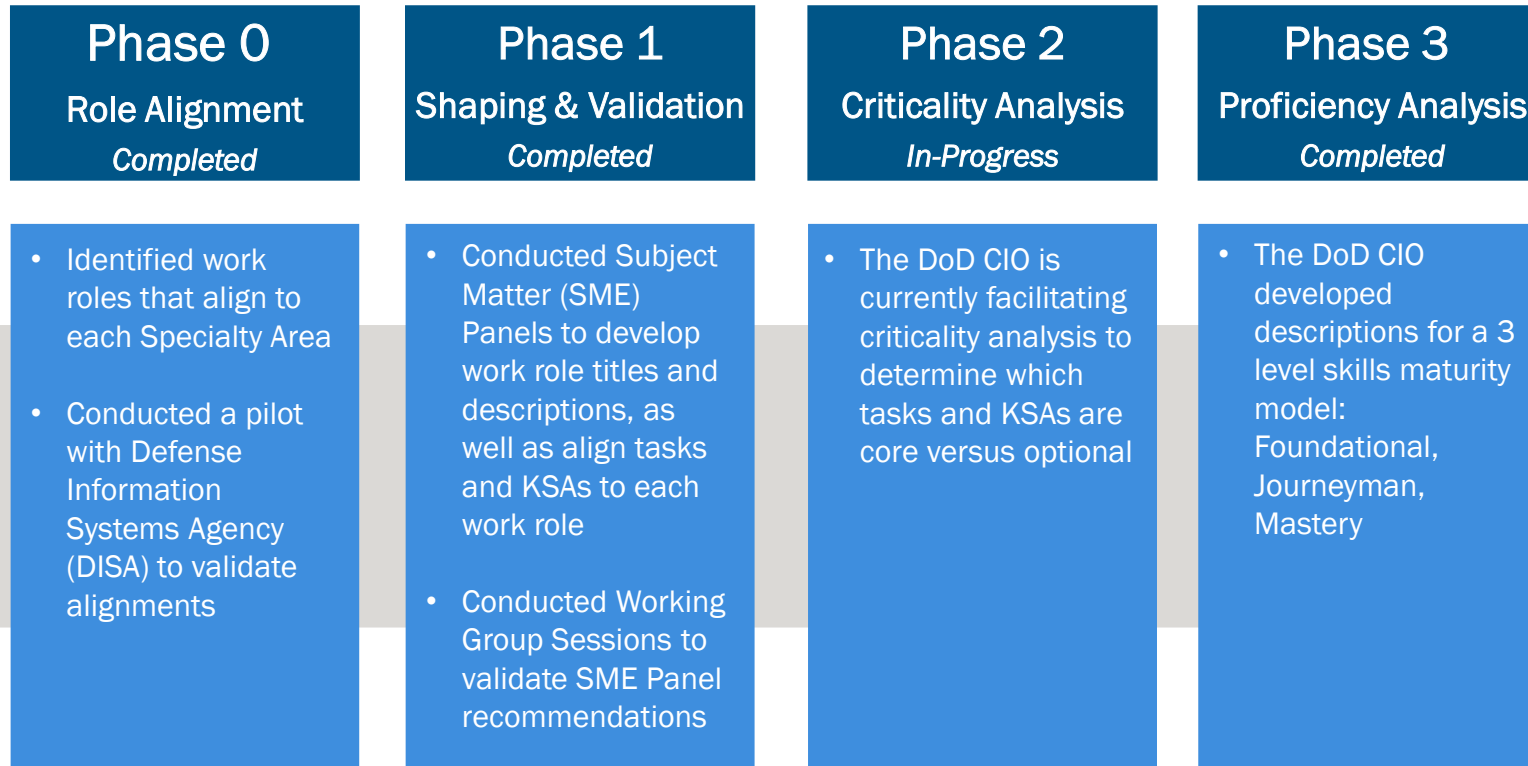 Phase 0
Role Alignment
Completed
• Identified work
roles that align to
each Specialty Area
• Conducted a pilot
with Defense
Information
Systems Agency
(DISA) to validate
alignments
Phase 1
Shaping & Validation
Completed
• Conducted Subject
Matter (SME)
Panels to develop
work role titles and
descriptions, as
well as align tasks
and KSAs to each
work role
• Conducted Working
Group Sessions to
validate SME Panel
recommendations
Phase 2
Criticality Analysis
In-Progress
• The DoD CIO is
currently facilitating
criticality analysis to
determine which
tasks and KSAs are
core versus optional
Phase 3
Proficiency Analysis
Completed
• The DoD CIO
developed
descriptions for a 3
level skills maturity
model:
Foundational,
Journeyman,
Mastery